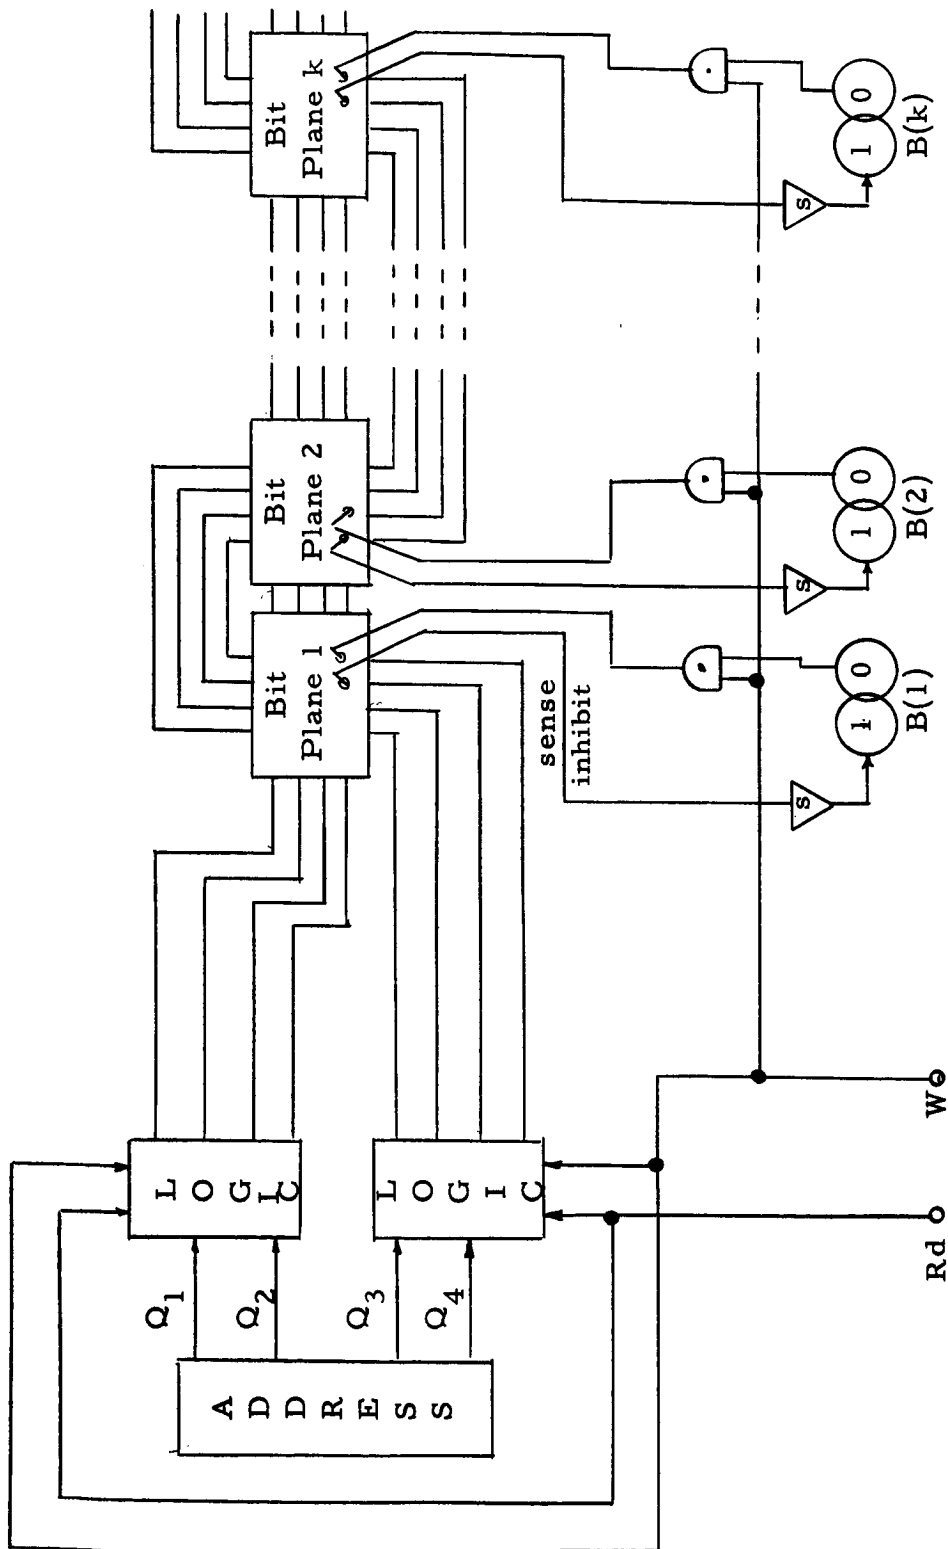 Bit
Plane 1
Bit
Plane 2
Bit
Plane k
L O G I C
L O G I C
Q1
Q2
Q3
Q4
A D D R E S S
sense
inhibit
s
s
s
1 0
B(1)
1 0
B(2)
1 0
B(k)
Rd
W